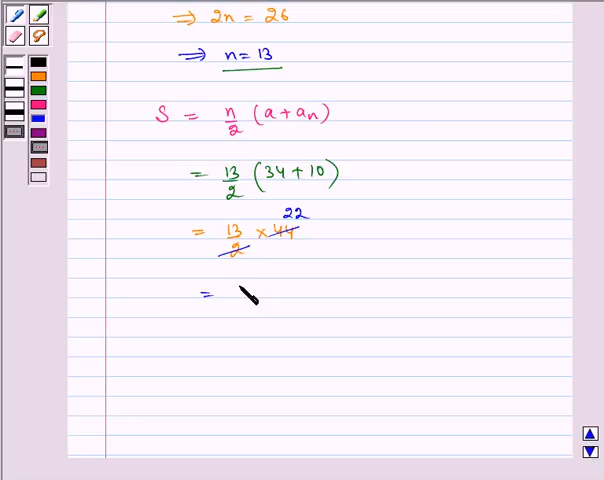 ⇒ 2n = 26
⇒ n = 13
S = n/2 (a + aₙ)
= 13/2 (34 + 10)
22
= 13/2 × 44
=